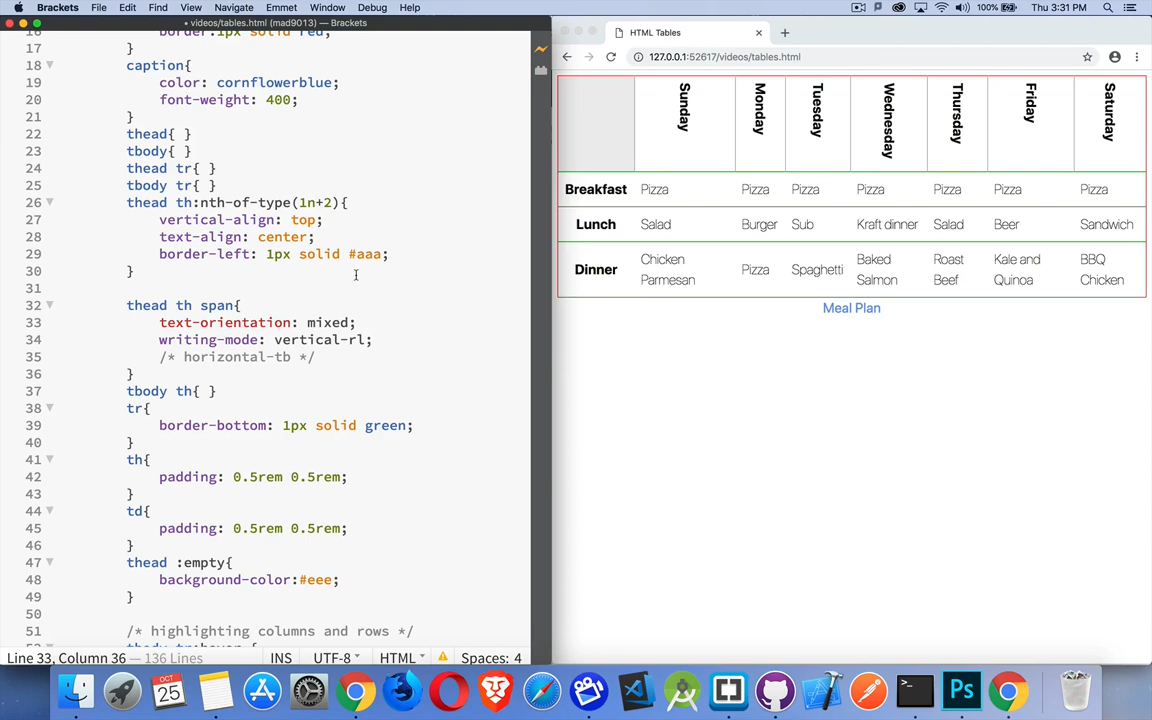 Brackets File Edit Find View Navigate Emmet Window Debug Help 100% Thu 3:31 PM
• videos/tables.html (mad9013) — Brackets
16 border:1px solid red;
17 }
18 caption{
19 color: cornflowerblue;
20 font-weight: 400;
21 }
22 thead{ }
23 tbody{ }
24 thead tr{ }
25 tbody tr{ }
26 thead th:nth-of-type(1n+2){
27 vertical-align: top;
28 text-align: center;
29 border-left: 1px solid #aaa;
30 }
31
32 thead th span{
33 text-orientation: mixed;
34 writing-mode: vertical-rl;
35 /* horizontal-tb */
36 }
37 tbody th{ }
38 tr{
39 border-bottom: 1px solid green;
40 }
41 th{
42 padding: 0.5rem 0.5rem;
43 }
44 td{
45 padding: 0.5rem 0.5rem;
46 }
47 thead :empty{
48 background-color:#eee;
49 }
50
51 /* highlighting columns and rows */
Line 33, Column 36 — 136 Lines INS UTF-8 HTML Spaces: 4
HTML Tables
127.0.0.1:52617/videos/tables.html
Sunday Monday Tuesday Wednesday Thursday Friday Saturday
Breakfast Pizza Pizza Pizza Pizza Pizza Pizza Pizza
Lunch Salad Burger Sub Kraft dinner Salad Beer Sandwich
Dinner Chicken Parmesan Pizza Spaghetti Baked Salmon Roast Beef Kale and Quinoa BBQ Chicken
Meal Plan
OCT
25
Ps